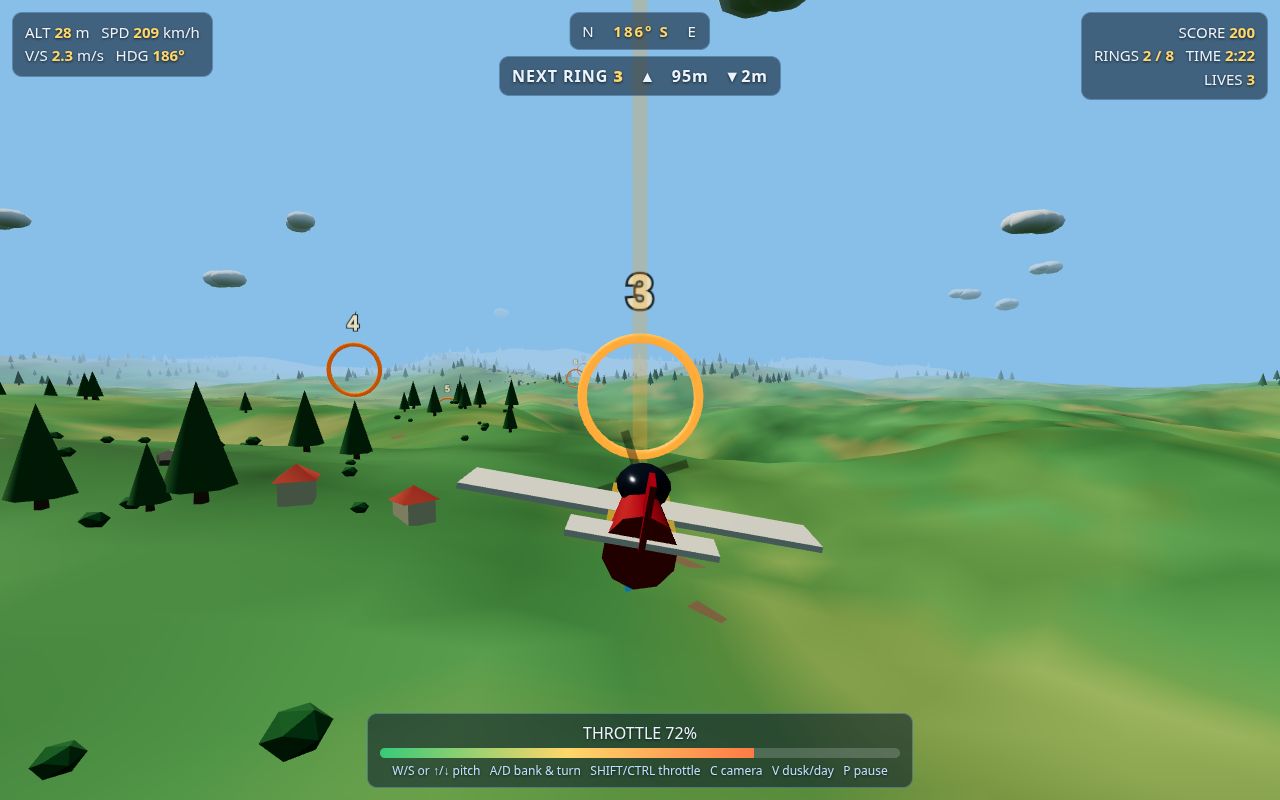 ALT 28 m SPD 209 km/h
V/S 2.3 m/s HDG 186°
N 186° S E
NEXT RING 3 ▲ 95m ▼2m
SCORE 200
RINGS 2 / 8 TIME 2:22
LIVES 3
3
4
5
THROTTLE 72%
W/S or ↑/↓ pitch A/D bank & turn SHIFT/CTRL throttle C camera V dusk/day P pause